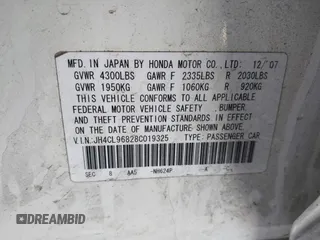 MFD. IN JAPAN BY HONDA MOTOR CO., LTD. 12/'07
GVWR 4300LBS GAWR F 2335LBS R 2030LBS
GVWR 1950KG GAWR F 1060KG R 920KG
THIS VEHICLE CONFORMS TO ALL APPLICABLE
FEDERAL MOTOR VEHICLE SAFETY, BUMPER,
AND THEFT PREVENTION STANDARDS IN EFFECT ON
THE DATE OF MANUFACTURE SHOWN ABOVE.
V.I.N: JH4CL96828C019325 TYPE: PASSENGER CAR
NH624P
DREAMBID